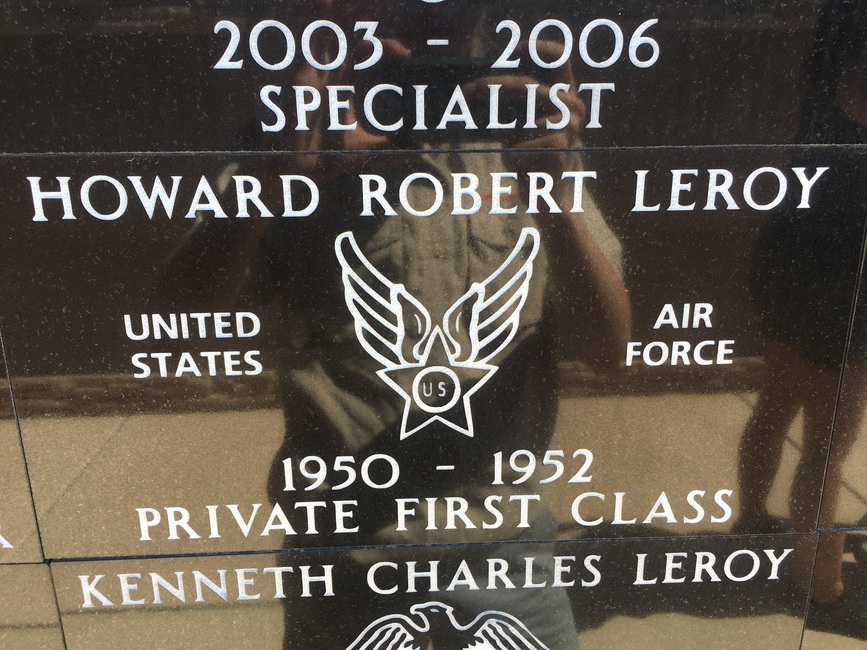 2003 - 2006
SPECIALIST
HOWARD ROBERT LEROY
UNITED
STATES
AIR
FORCE
US
1950 - 1952
PRIVATE FIRST CLASS
KENNETH CHARLES LEROY